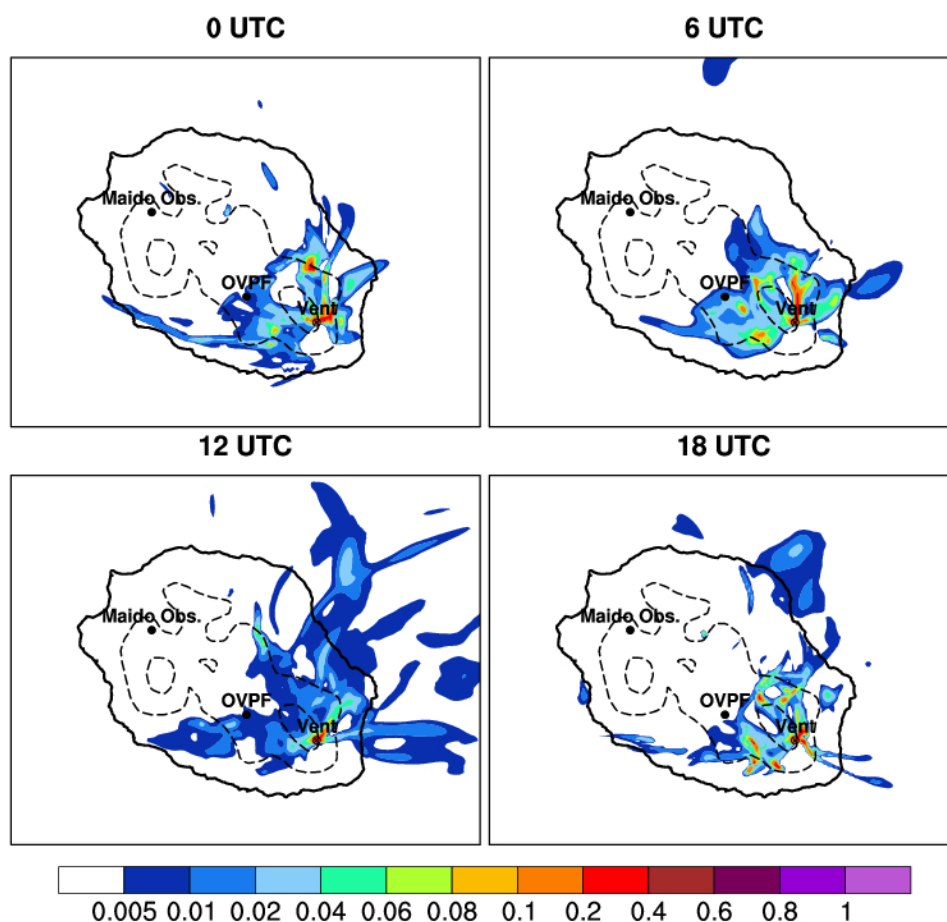 0 UTC
6 UTC
Maido Obs.
OVPF
Vent
Maido Obs.
OVPF
Vent
12 UTC
18 UTC
Maido Obs.
OVPF
Vent
Maido Obs.
OVPF
Vent
0.005 0.01 0.02 0.04 0.06 0.08 0.1 0.2 0.4 0.6 0.8 1